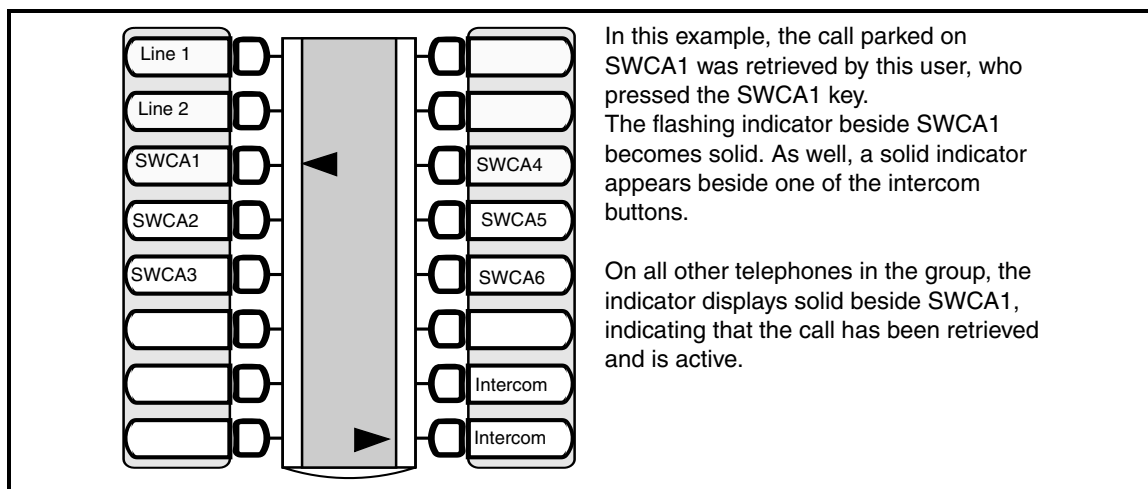 Line 1
Line 2
SWCA1
SWCA2
SWCA3
SWCA4
SWCA5
SWCA6
Intercom
Intercom
In this example, the call parked on
SWCA1 was retrieved by this user, who
pressed the SWCA1 key.
The flashing indicator beside SWCA1
becomes solid. As well, a solid indicator
appears beside one of the intercom
buttons.
On all other telephones in the group, the
indicator displays solid beside SWCA1,
indicating that the call has been retrieved
and is active.